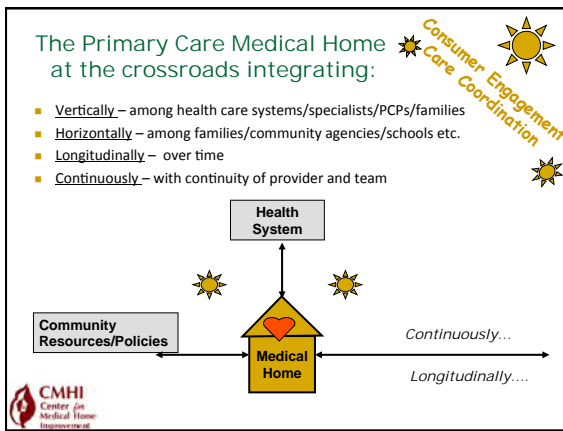 The Primary Care Medical Home
at the crossroads integrating:
Consumer Engagement
Care Coordination
Vertically – among health care systems/specialists/PCPs/families
Horizontally – among families/community agencies/schools etc.
Longitudinally – over time
Continuously – with continuity of provider and team
Health
System
Community
Resources/Policies
Medical
Home
Continuously...
Longitudinally....
CMHI
Center for
Medical Home
Improvement